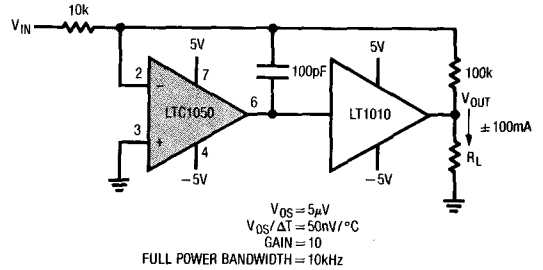 10k
V_IN
5V
5V
100pF
100k
2
7
-
LTC1050
6
LT1010
V_OUT
±100mA
3
+
4
R_L
-5V
-5V
V_OS = 5μV
V_OS/ΔT = 50nV/°C
GAIN = 10
FULL POWER BANDWIDTH = 10kHz